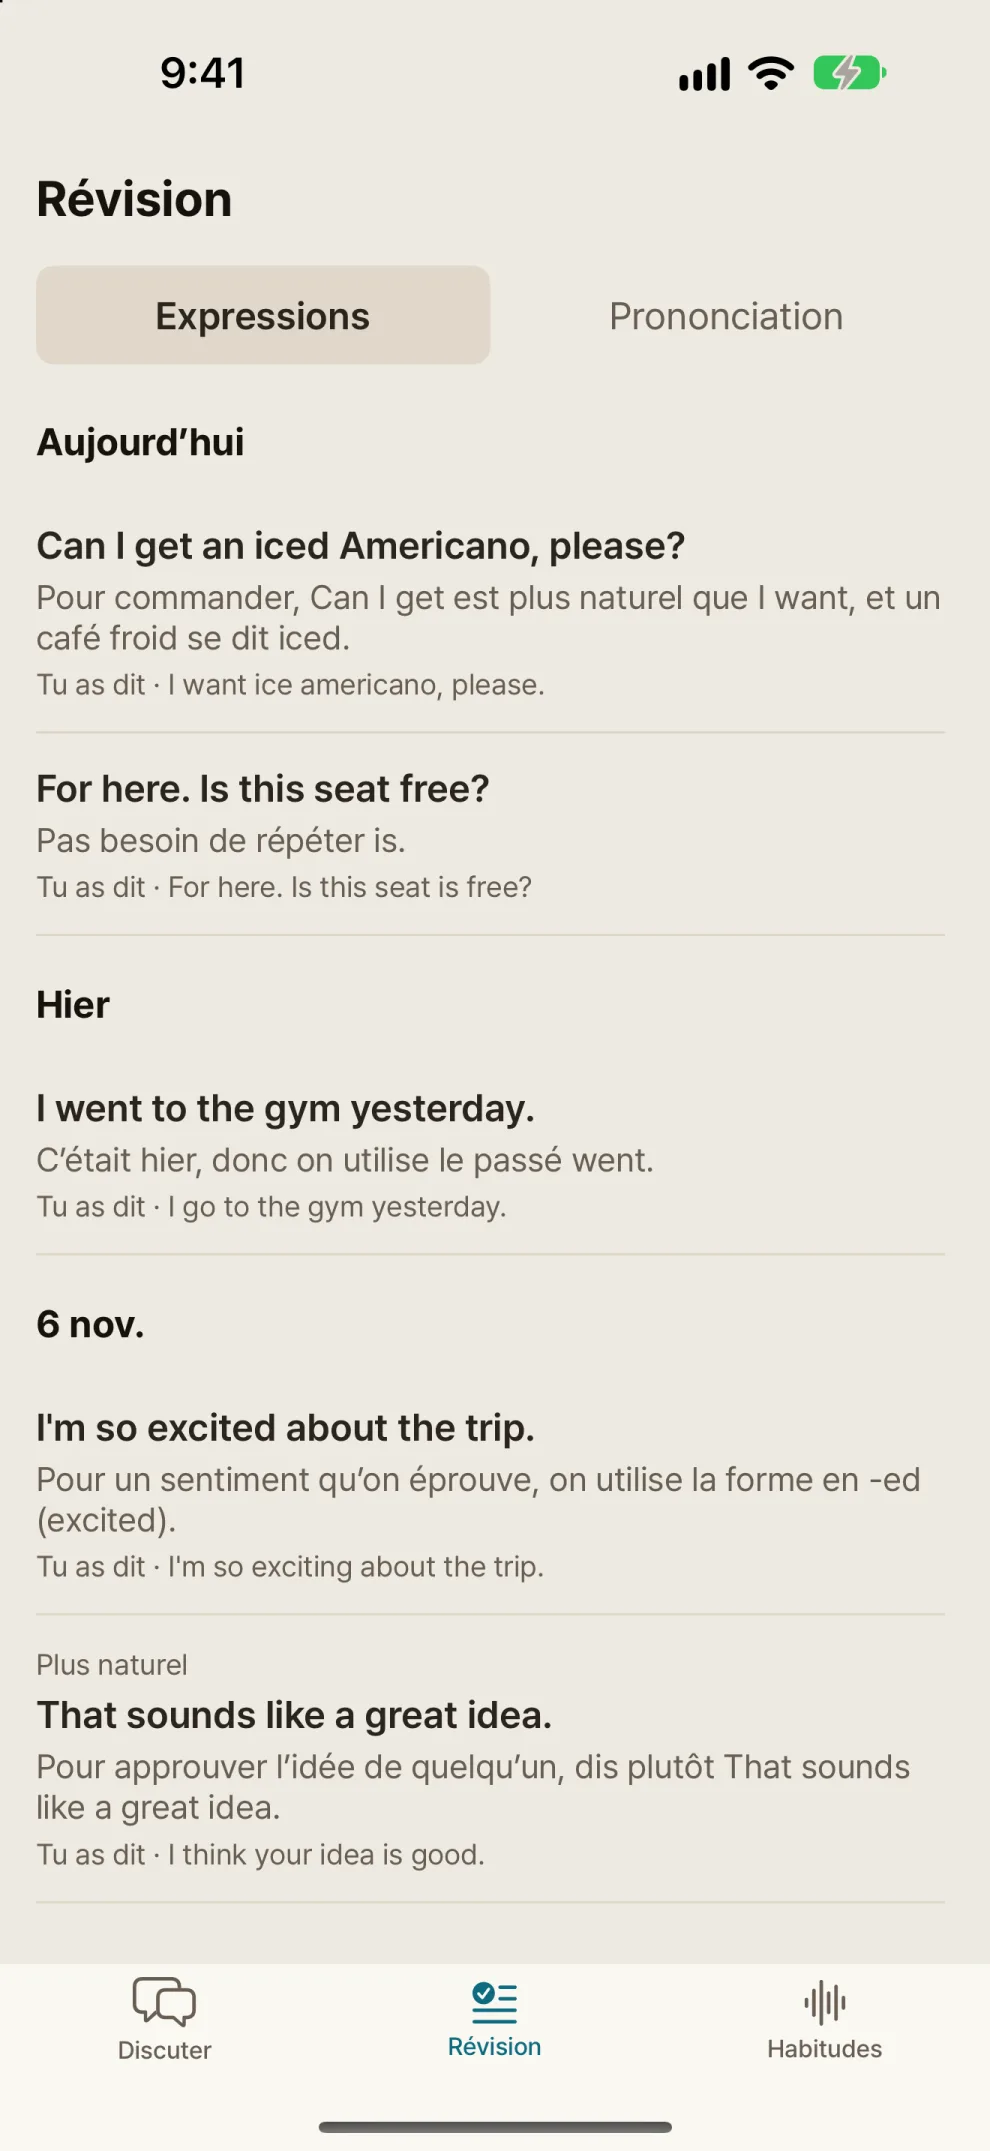 9:41
Révision
Expressions
Prononciation
Aujourd’hui
Can I get an iced Americano, please?
Pour commander, Can I get est plus naturel que I want, et un
café froid se dit iced.
Tu as dit · I want ice americano, please.
For here. Is this seat free?
Pas besoin de répéter is.
Tu as dit · For here. Is this seat is free?
Hier
I went to the gym yesterday.
C’était hier, donc on utilise le passé went.
Tu as dit · I go to the gym yesterday.
6 nov.
I'm so excited about the trip.
Pour un sentiment qu’on éprouve, on utilise la forme en -ed
(excited).
Tu as dit · I'm so exciting about the trip.
Plus naturel
That sounds like a great idea.
Pour approuver l’idée de quelqu’un, dis plutôt That sounds
like a great idea.
Tu as dit · I think your idea is good.
Discuter
Révision
Habitudes